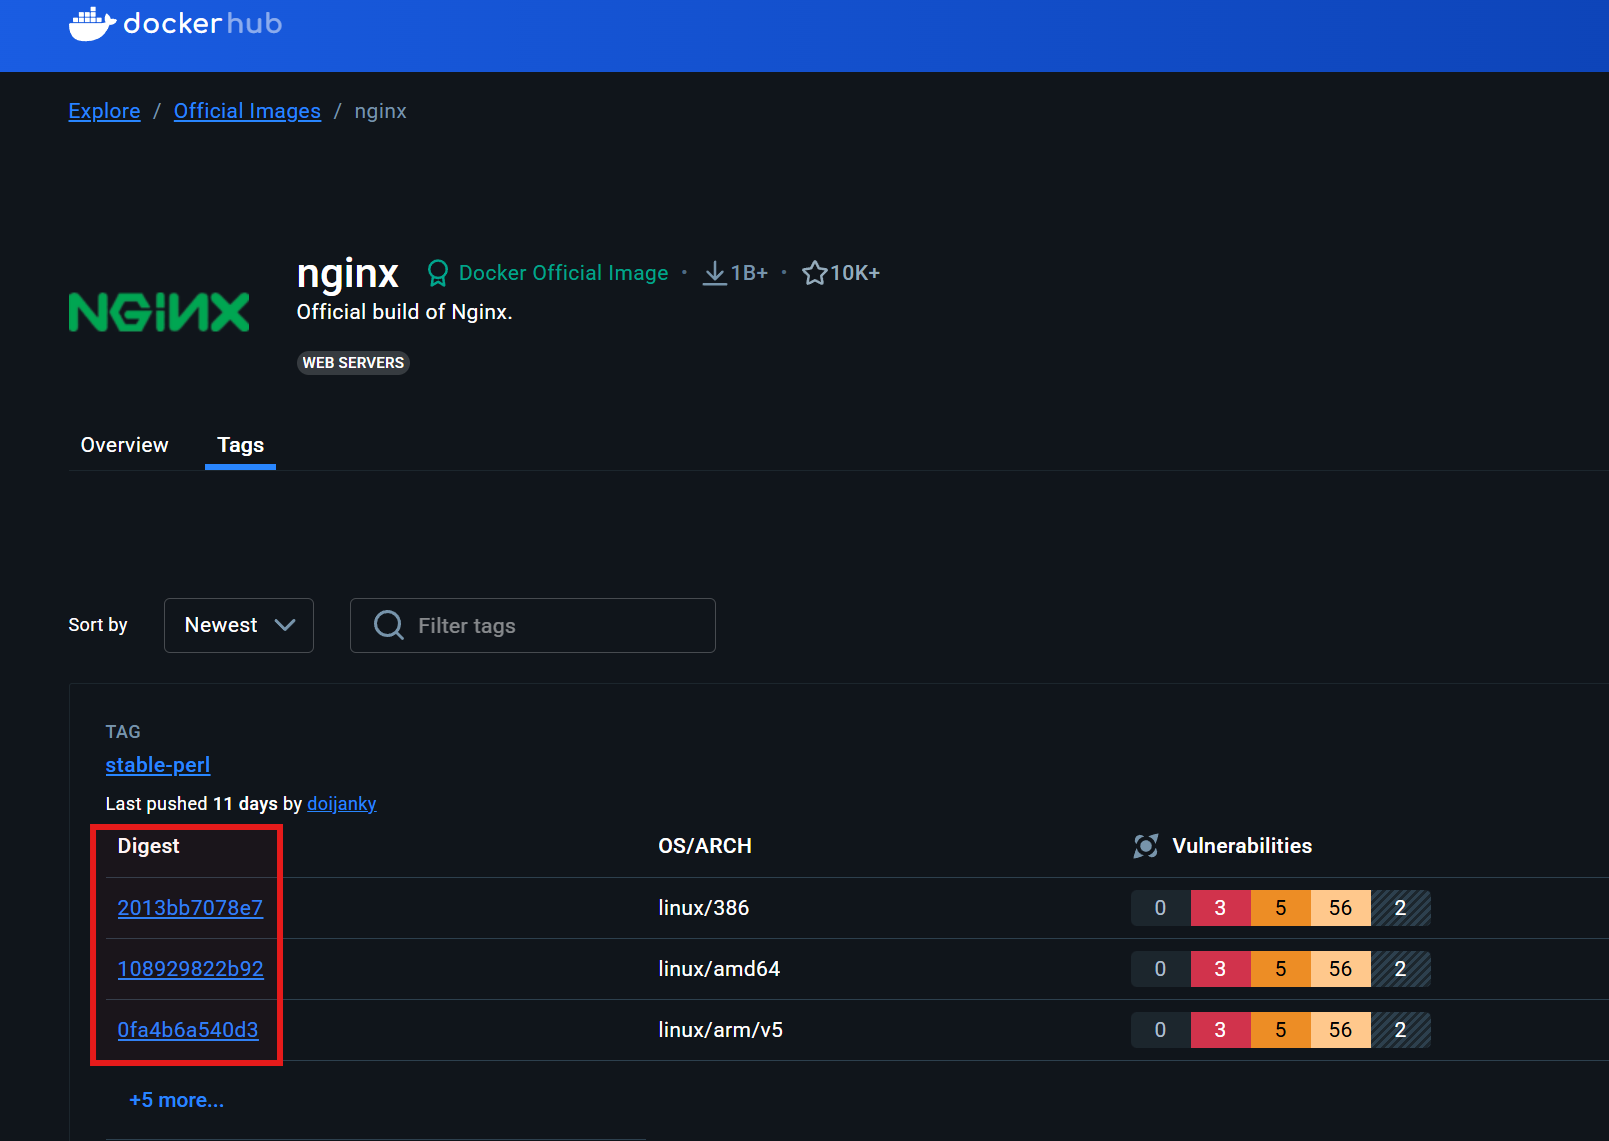 dockerhub
Explore / Official Images / nginx
NGINX
nginx Docker Official Image • 1B+ • 10K+
Official build of Nginx.
WEB SERVERS
Overview Tags
Sort by Newest Filter tags
TAG
stable-perl
Last pushed 11 days by doijanky
Digest OS/ARCH Vulnerabilities
2013bb7078e7 linux/386 0 3 5 56 2
108929822b92 linux/amd64 0 3 5 56 2
0fa4b6a540d3 linux/arm/v5 0 3 5 56 2
+5 more...